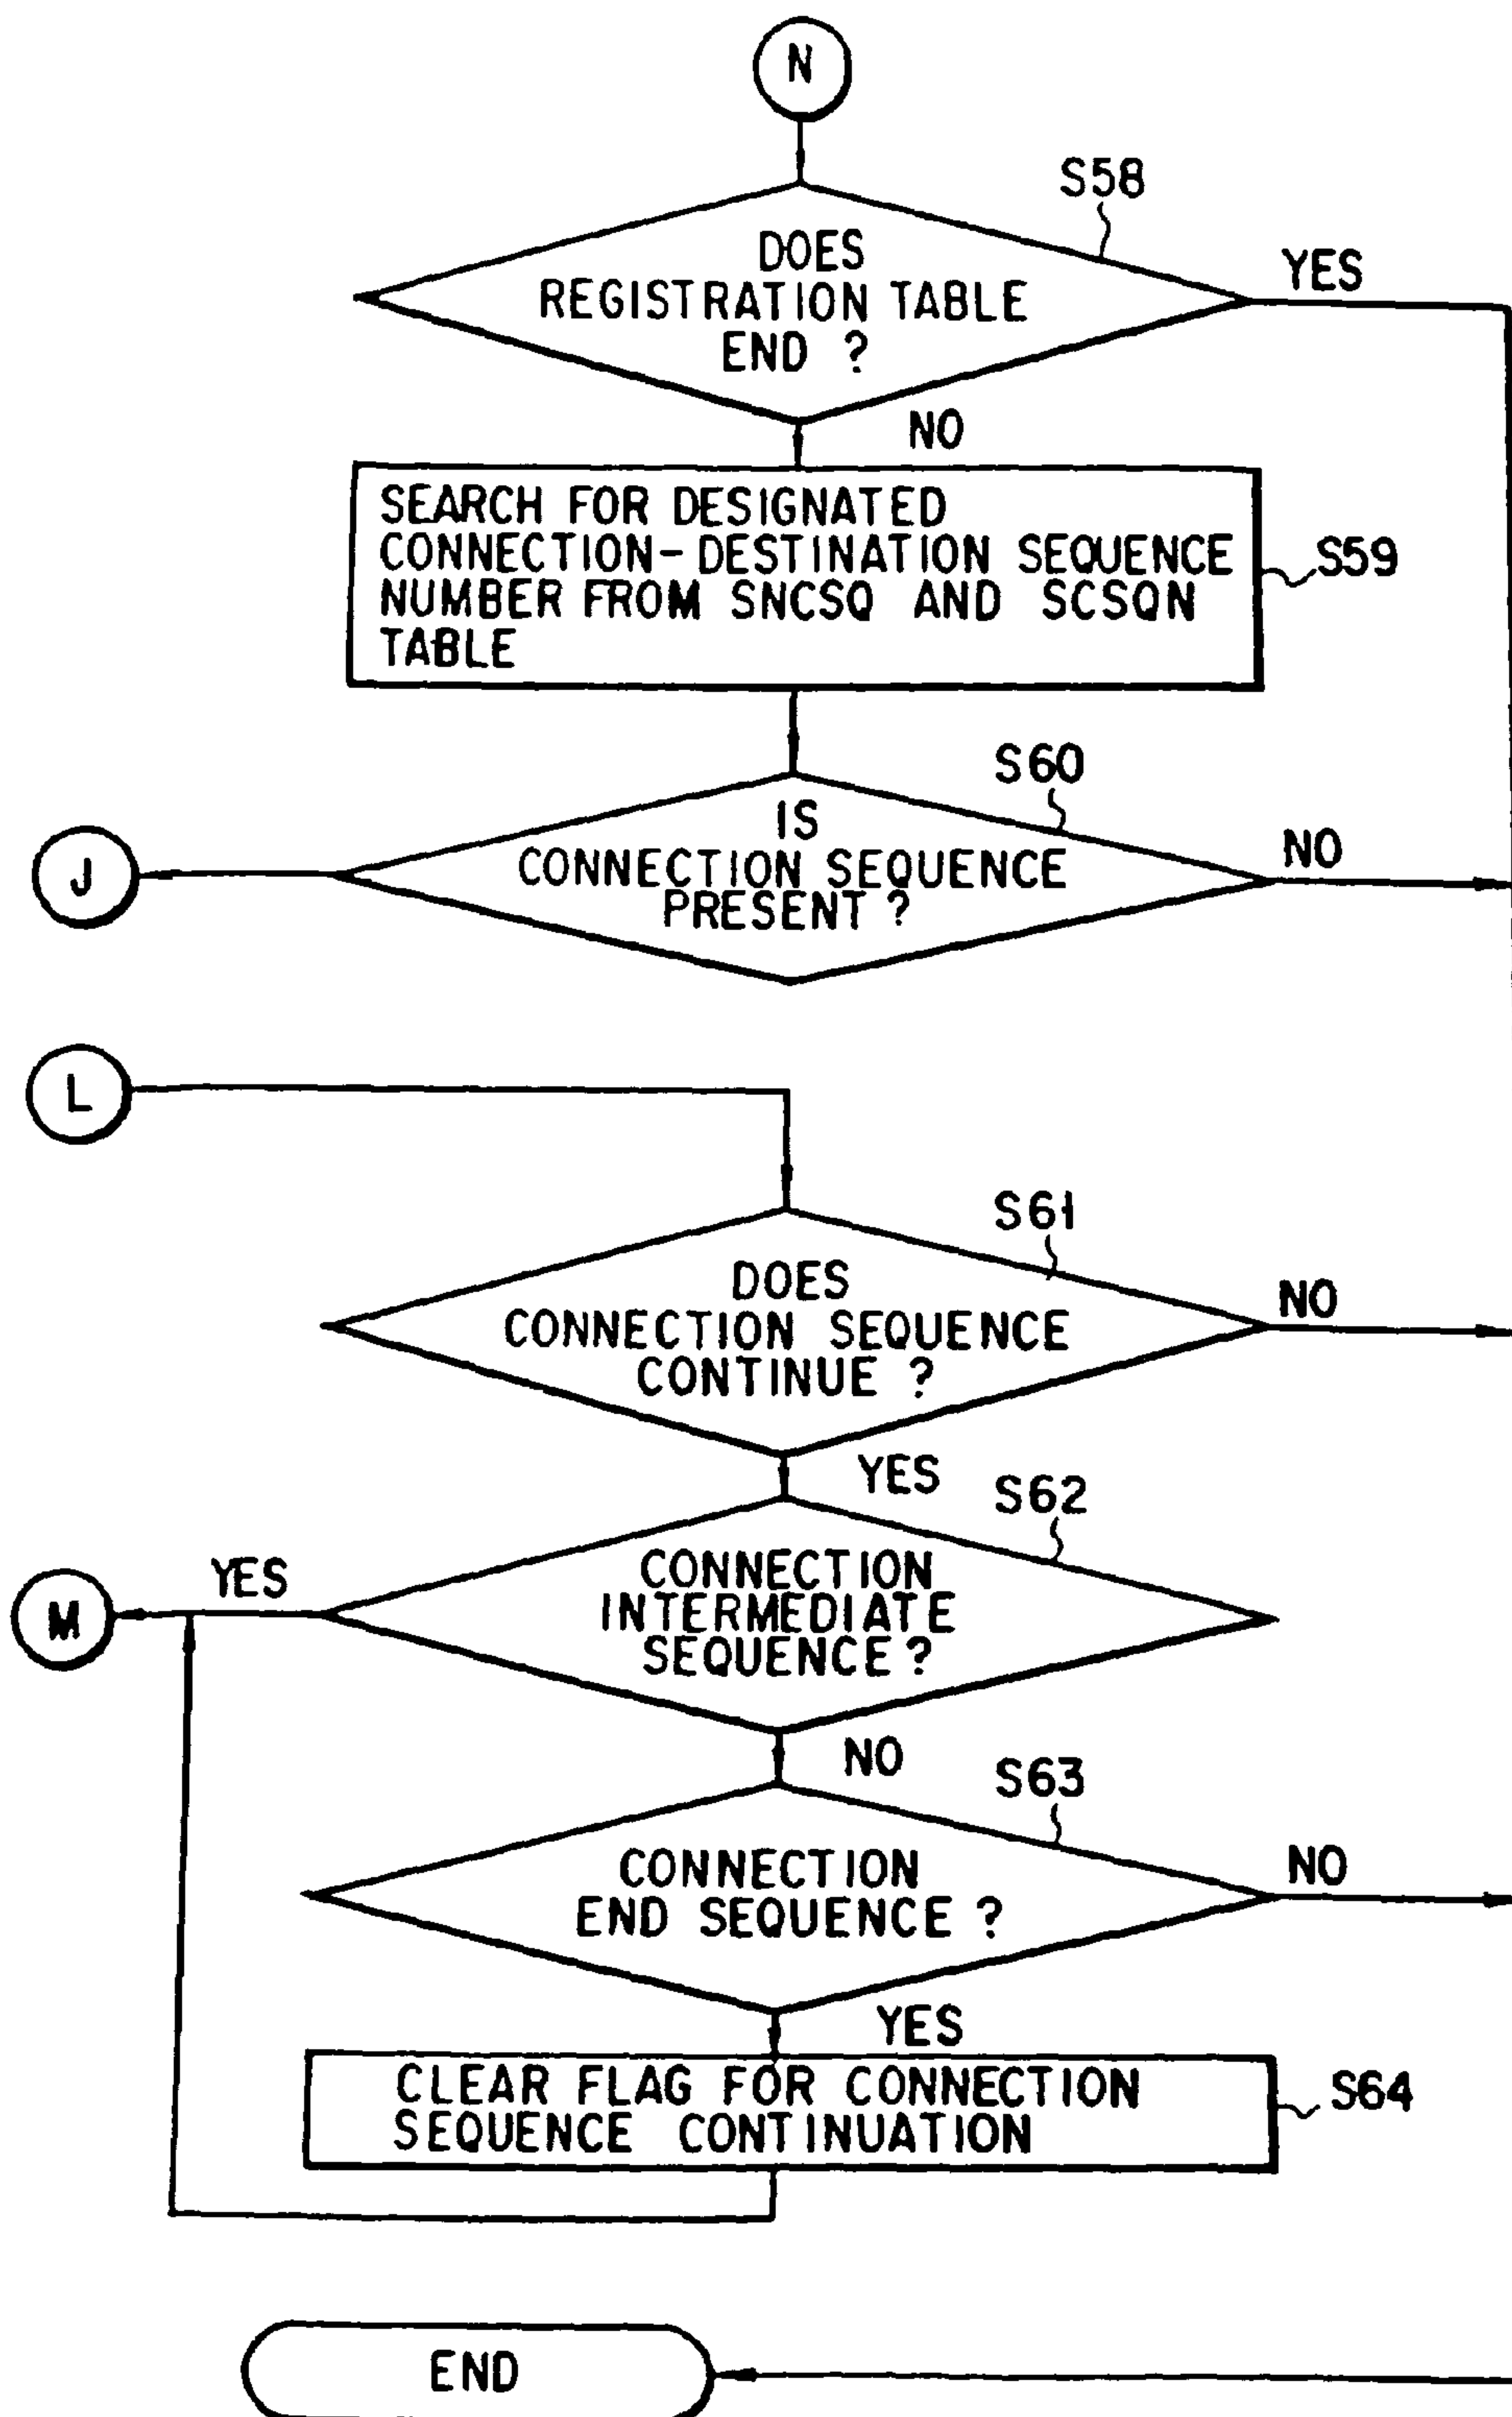 N
S58
DOES
REGISTRATION TABLE
END ?
YES
NO
SEARCH FOR DESIGNATED
CONNECTION-DESTINATION SEQUENCE
NUMBER FROM SNCSQ AND SCSQN
TABLE
S59
S60
IS
CONNECTION SEQUENCE
PRESENT ?
NO
J
L
S61
DOES
CONNECTION SEQUENCE
CONTINUE ?
NO
YES
S62
CONNECTION
INTERMEDIATE
SEQUENCE ?
YES
M
NO
S63
CONNECTION
END SEQUENCE ?
NO
YES
CLEAR FLAG FOR CONNECTION
SEQUENCE CONTINUATION
S64
END